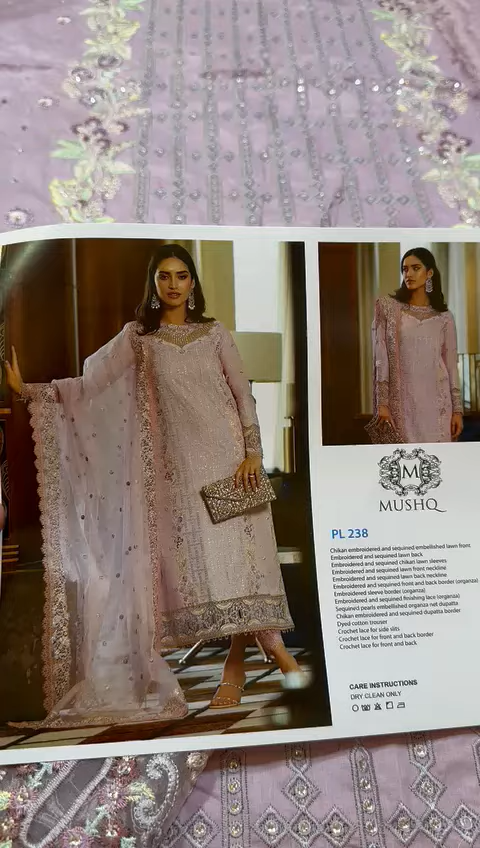 M
MUSHQ
PL 238
Chikan embroidered and sequined embellished lawn front
Embroidered and sequined lawn back
Embroidered and sequined chikan lawn sleeves
Embroidered and sequined lawn front neckline
Embroidered and sequined lawn back neckline
Embroidered and sequined front and back border (organza)
Embroidered sleeve border (organza)
Embroidered and sequined finishing lace (organza)
Sequined pearls embellished organza net dupatta
Chikan embroidered and sequined dupatta border
Dyed cotton trouser
Crochet lace for side slits
Crochet lace for front and back border
Crochet lace for front and back
CARE INSTRUCTIONS
DRY CLEAN ONLY